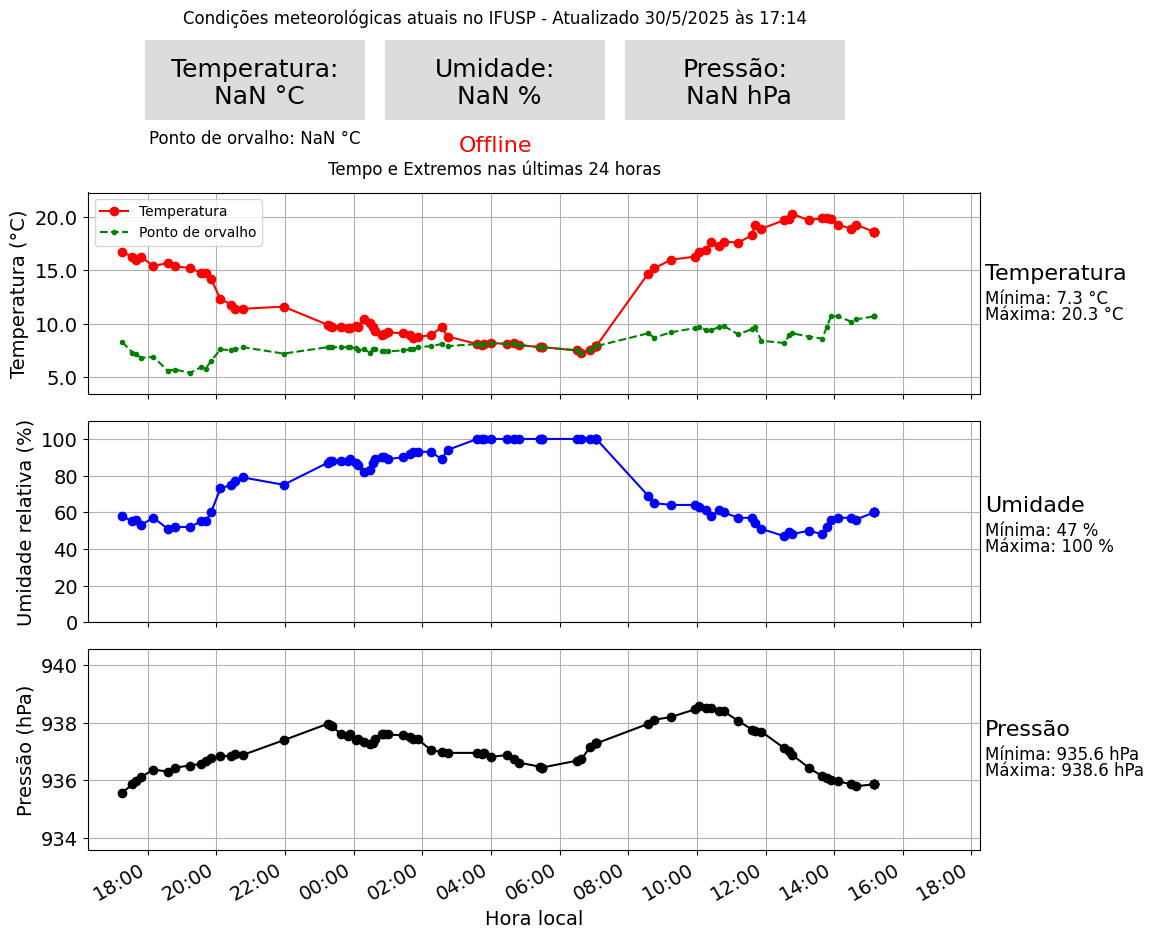 Condições meteorológicas atuais no IFUSP - Atualizado 30/5/2025 às 17:14
Temperatura:
NaN °C
Umidade:
NaN %
Pressão:
NaN hPa
Ponto de orvalho: NaN °C
Offline
Tempo e Extremos nas últimas 24 horas
Temperatura (°C)
20.0
15.0
10.0
5.0
Temperatura
Ponto de orvalho
Temperatura
Mínima: 7.3 °C
Máxima: 20.3 °C
Umidade relativa (%)
100
80
60
40
20
0
Umidade
Mínima: 47 %
Máxima: 100 %
Pressão (hPa)
940
938
936
934
Pressão
Mínima: 935.6 hPa
Máxima: 938.6 hPa
18:00 20:00 22:00 00:00 02:00 04:00 06:00 08:00 10:00 12:00 14:00 16:00 18:00
Hora local